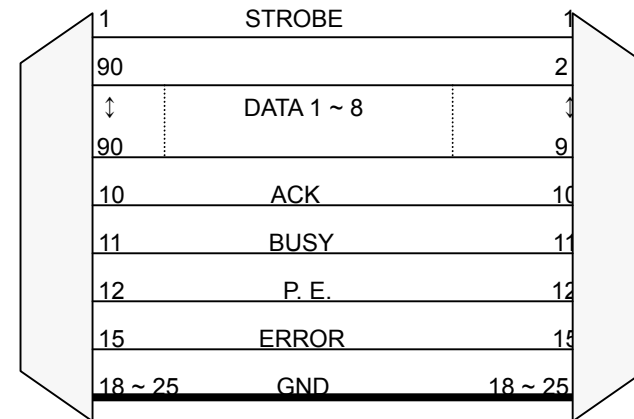 1 STROBE 1
90 2
↕ DATA 1 ~ 8 ↕
90 9
10 ACK 10
11 BUSY 11
12 P. E. 12
15 ERROR 15
18 ~ 25 GND 18 ~ 25